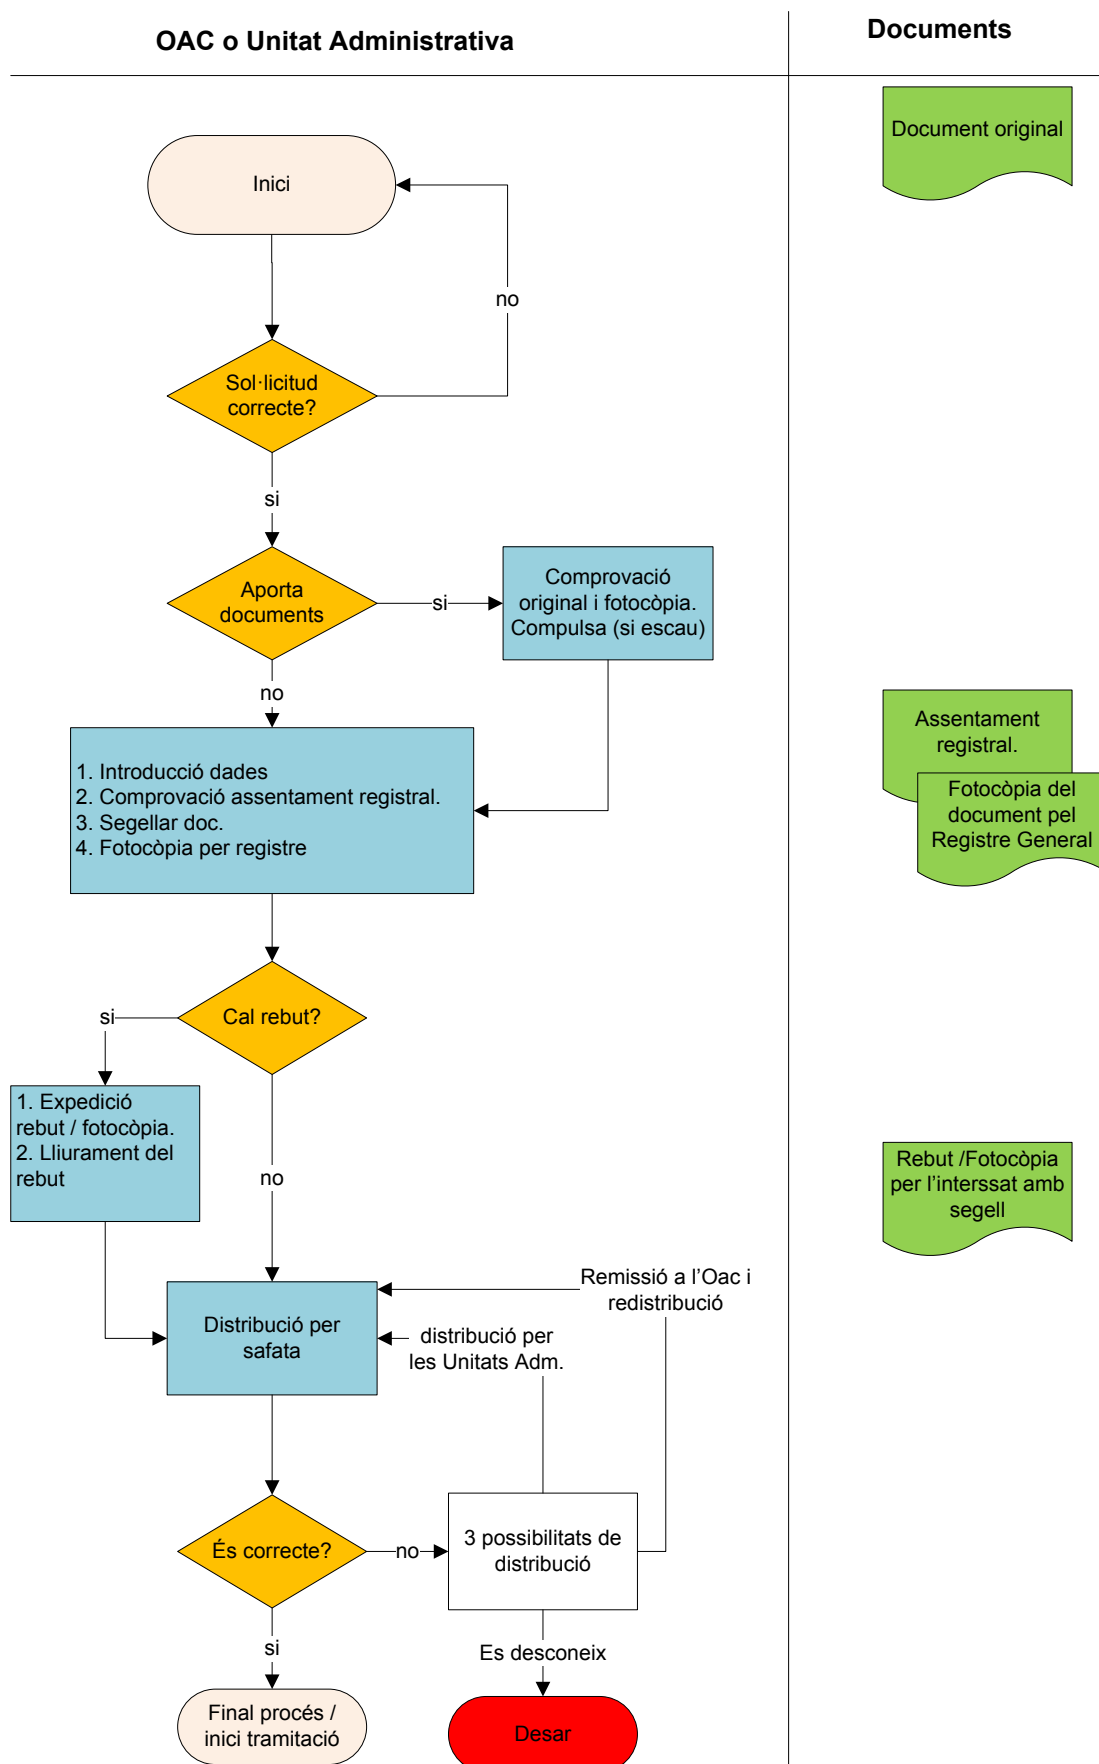 OAC o Unitat Administrativa
Documents
Document original
Inici
no
Sol·licitud
correcte?
si
Aporta
documents
si
Comprovació
original i fotocòpia.
Compulsa (si escau)
no
Assentament
registral.
Fotocòpia del
document pel
Registre General
1. Introducció dades
2. Comprovació assentament registral.
3. Segellar doc.
4. Fotocòpia per registre
Cal rebut?
si
1. Expedició
rebut / fotocòpia.
2. Lliurament del
rebut
no
Rebut /Fotocòpia
per l’interssat amb
segell
Remissió a l’Oac i
redistribució
Distribució per
safata
distribució per
les Unitats Adm.
És correcte?
no
3 possibilitats de
distribució
si
Es desconeix
Final procés /
inici tramitació
Desar